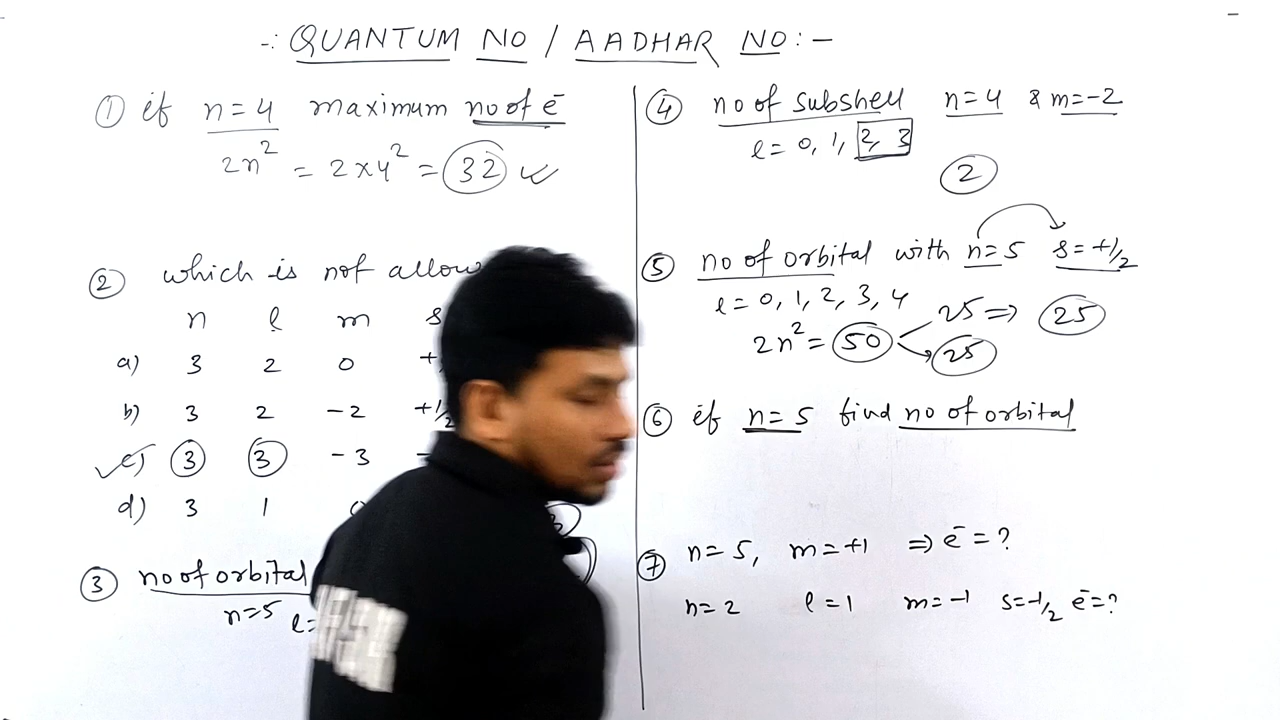 -: QUANTUM NO / AADHAR NO :-
① if n=4 maximum no of e⁻
2n² = 2×4² = 32
② which is not allow
n l m s
a) 3 2 0 +
b) 3 2 -2 +1/2
c) 3 3 -3 -
d) 3 1
③ no of orbital
n=5 l=
④ no of subshell n=4 & m=-2
l = 0, 1, 2, 3
2
⑤ no of orbital with n=5 s=+1/2
l = 0, 1, 2, 3, 4
25 ⇒ 25
2n² = 50
25
⑥ if n=5 find no of orbital
⑦ n=5, m=+1 ⇒ e⁻=?
n=2 l=1 m=-1 s=-1/2 e⁻=?